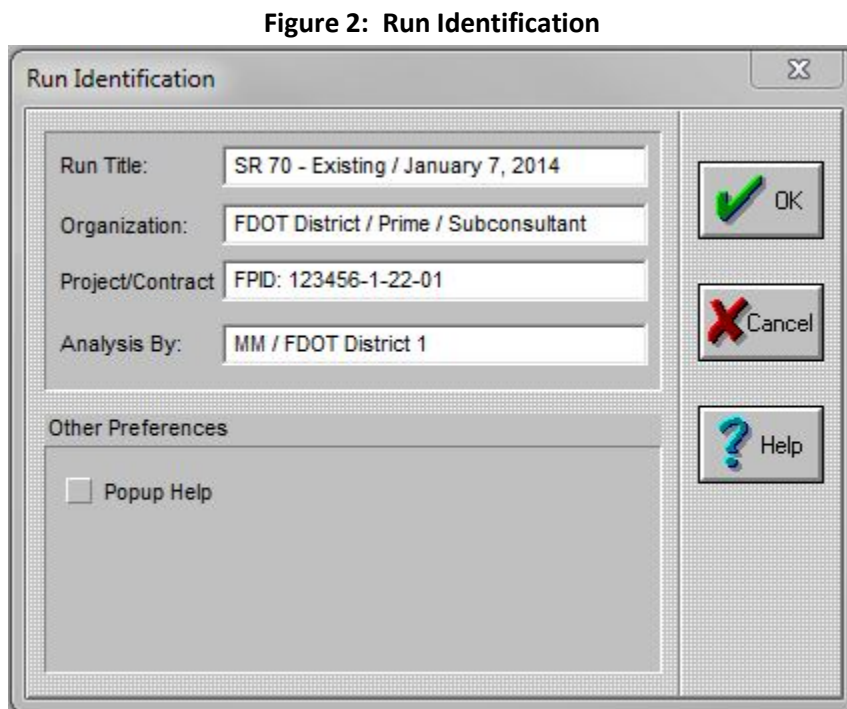 Figure 2: Run Identification
Run Identification
Run Title: SR 70 - Existing / January 7, 2014
Organization: FDOT District / Prime / Subconsultant
Project/Contract FPID: 123456-1-22-01
Analysis By: MM / FDOT District 1
OK
Cancel
Help
Other Preferences
Popup Help